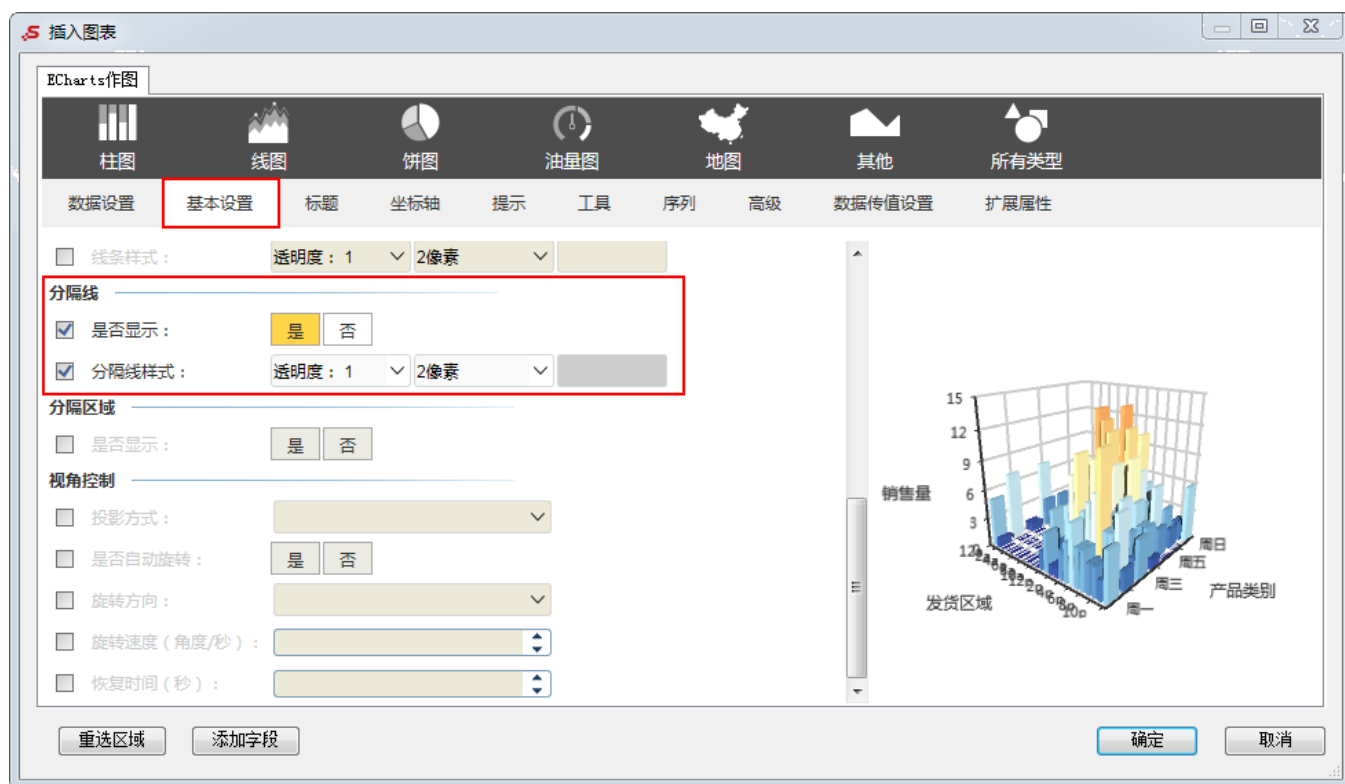 插入图表
ECharts作图
柱图 线图 饼图 油量图 地图 其他 所有类型
数据设置 基本设置 标题 坐标轴 提示 工具 序列 高级 数据传值设置 扩展属性
线条样式： 透明度：1 2像素
分隔线
是否显示： 是 否
分隔线样式： 透明度：1 2像素
分隔区域
是否显示： 是 否
视角控制
投影方式：
是否自动旋转： 是 否
旋转方向：
旋转速度（角度/秒）：
恢复时间（秒）：
15
12
9
销售量 6
3
周日
周五
周三 产品类别
发货区域 10p 周一
重选区域 添加字段 确定 取消